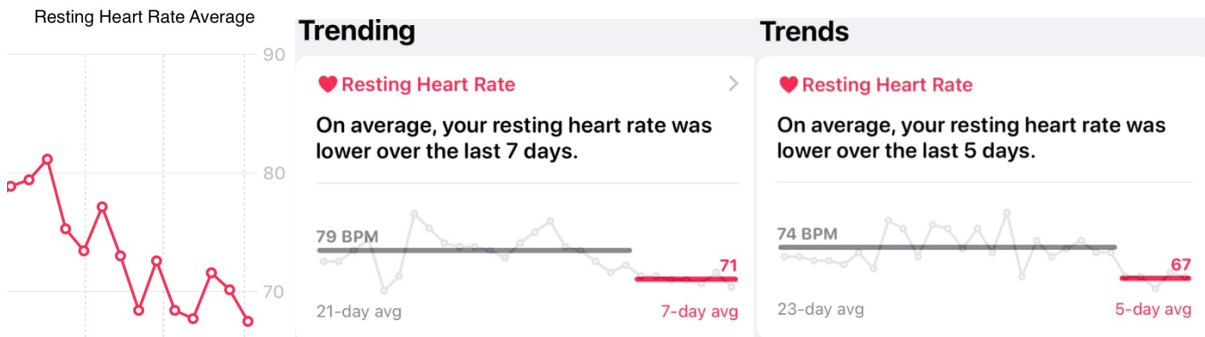 Resting Heart Rate Average
90
80
70
Trending
Resting Heart Rate
On average, your resting heart rate was
lower over the last 7 days.
79 BPM
71
21-day avg
7-day avg
Trends
Resting Heart Rate
On average, your resting heart rate was
lower over the last 5 days.
74 BPM
67
23-day avg
5-day avg